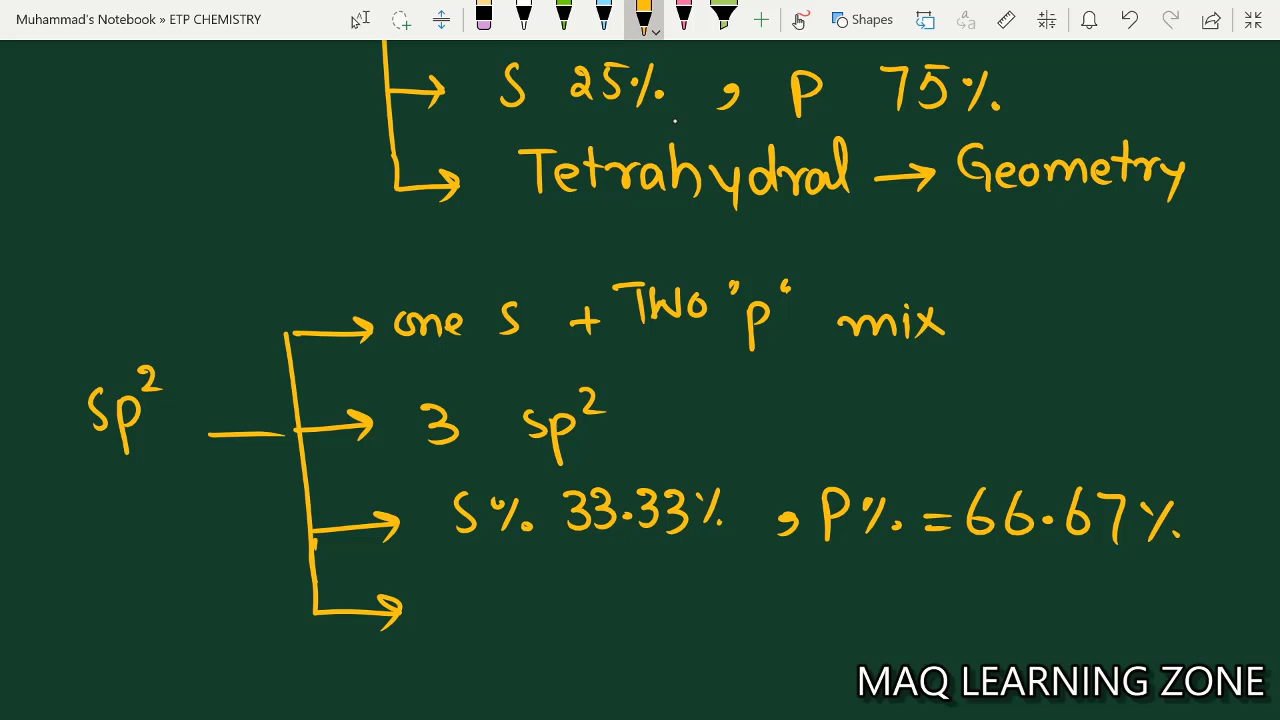 Muhammad's Notebook » ETP CHEMISTRY
Shapes
S 25% , P 75%
Tetrahydral → Geometry
one s + Two "p" mix
sp²
3 sp²
S% 33.33% , P% = 66.67%
MAQ LEARNING ZONE